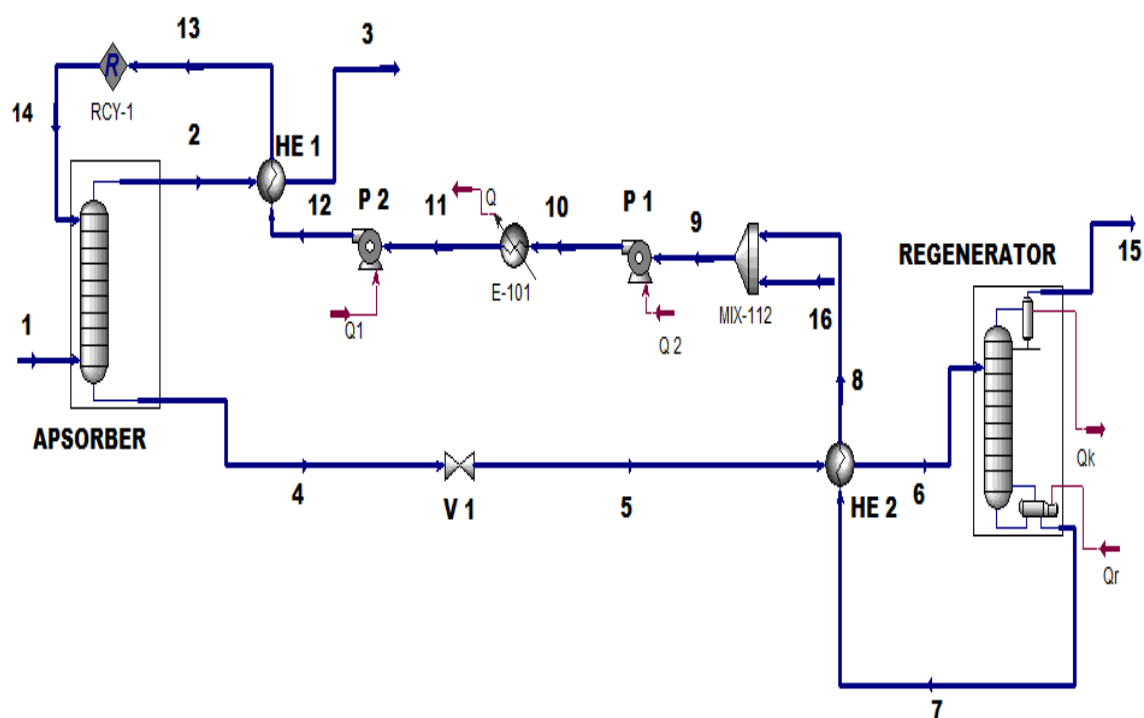 13
3
R
RCY-1
14
2
HE 1
12
P 2
11
Q
10
P 1
9
REGENERATOR
15
E-101
MIX-112
16
1
Q1
Q 2
8
APSORBER
Qk
4
V 1
5
HE 2
6
Qr
7